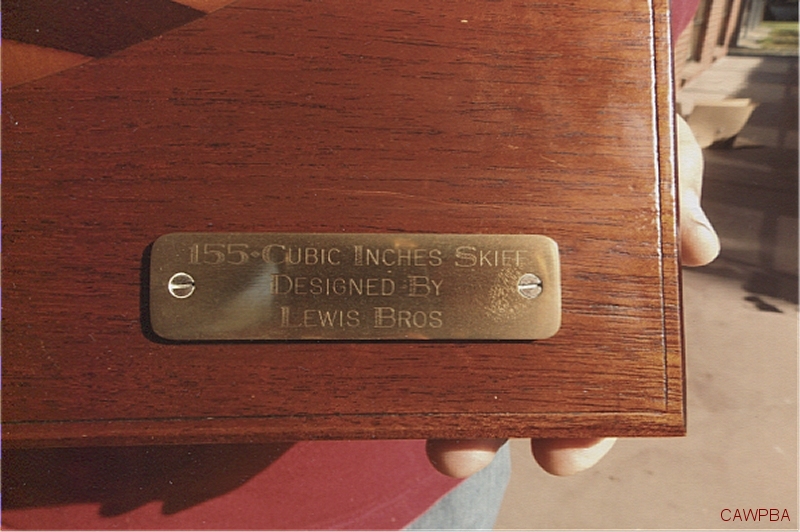 155-Cubic Inches Skiff
Designed By
Lewis Bros
CAWPBA